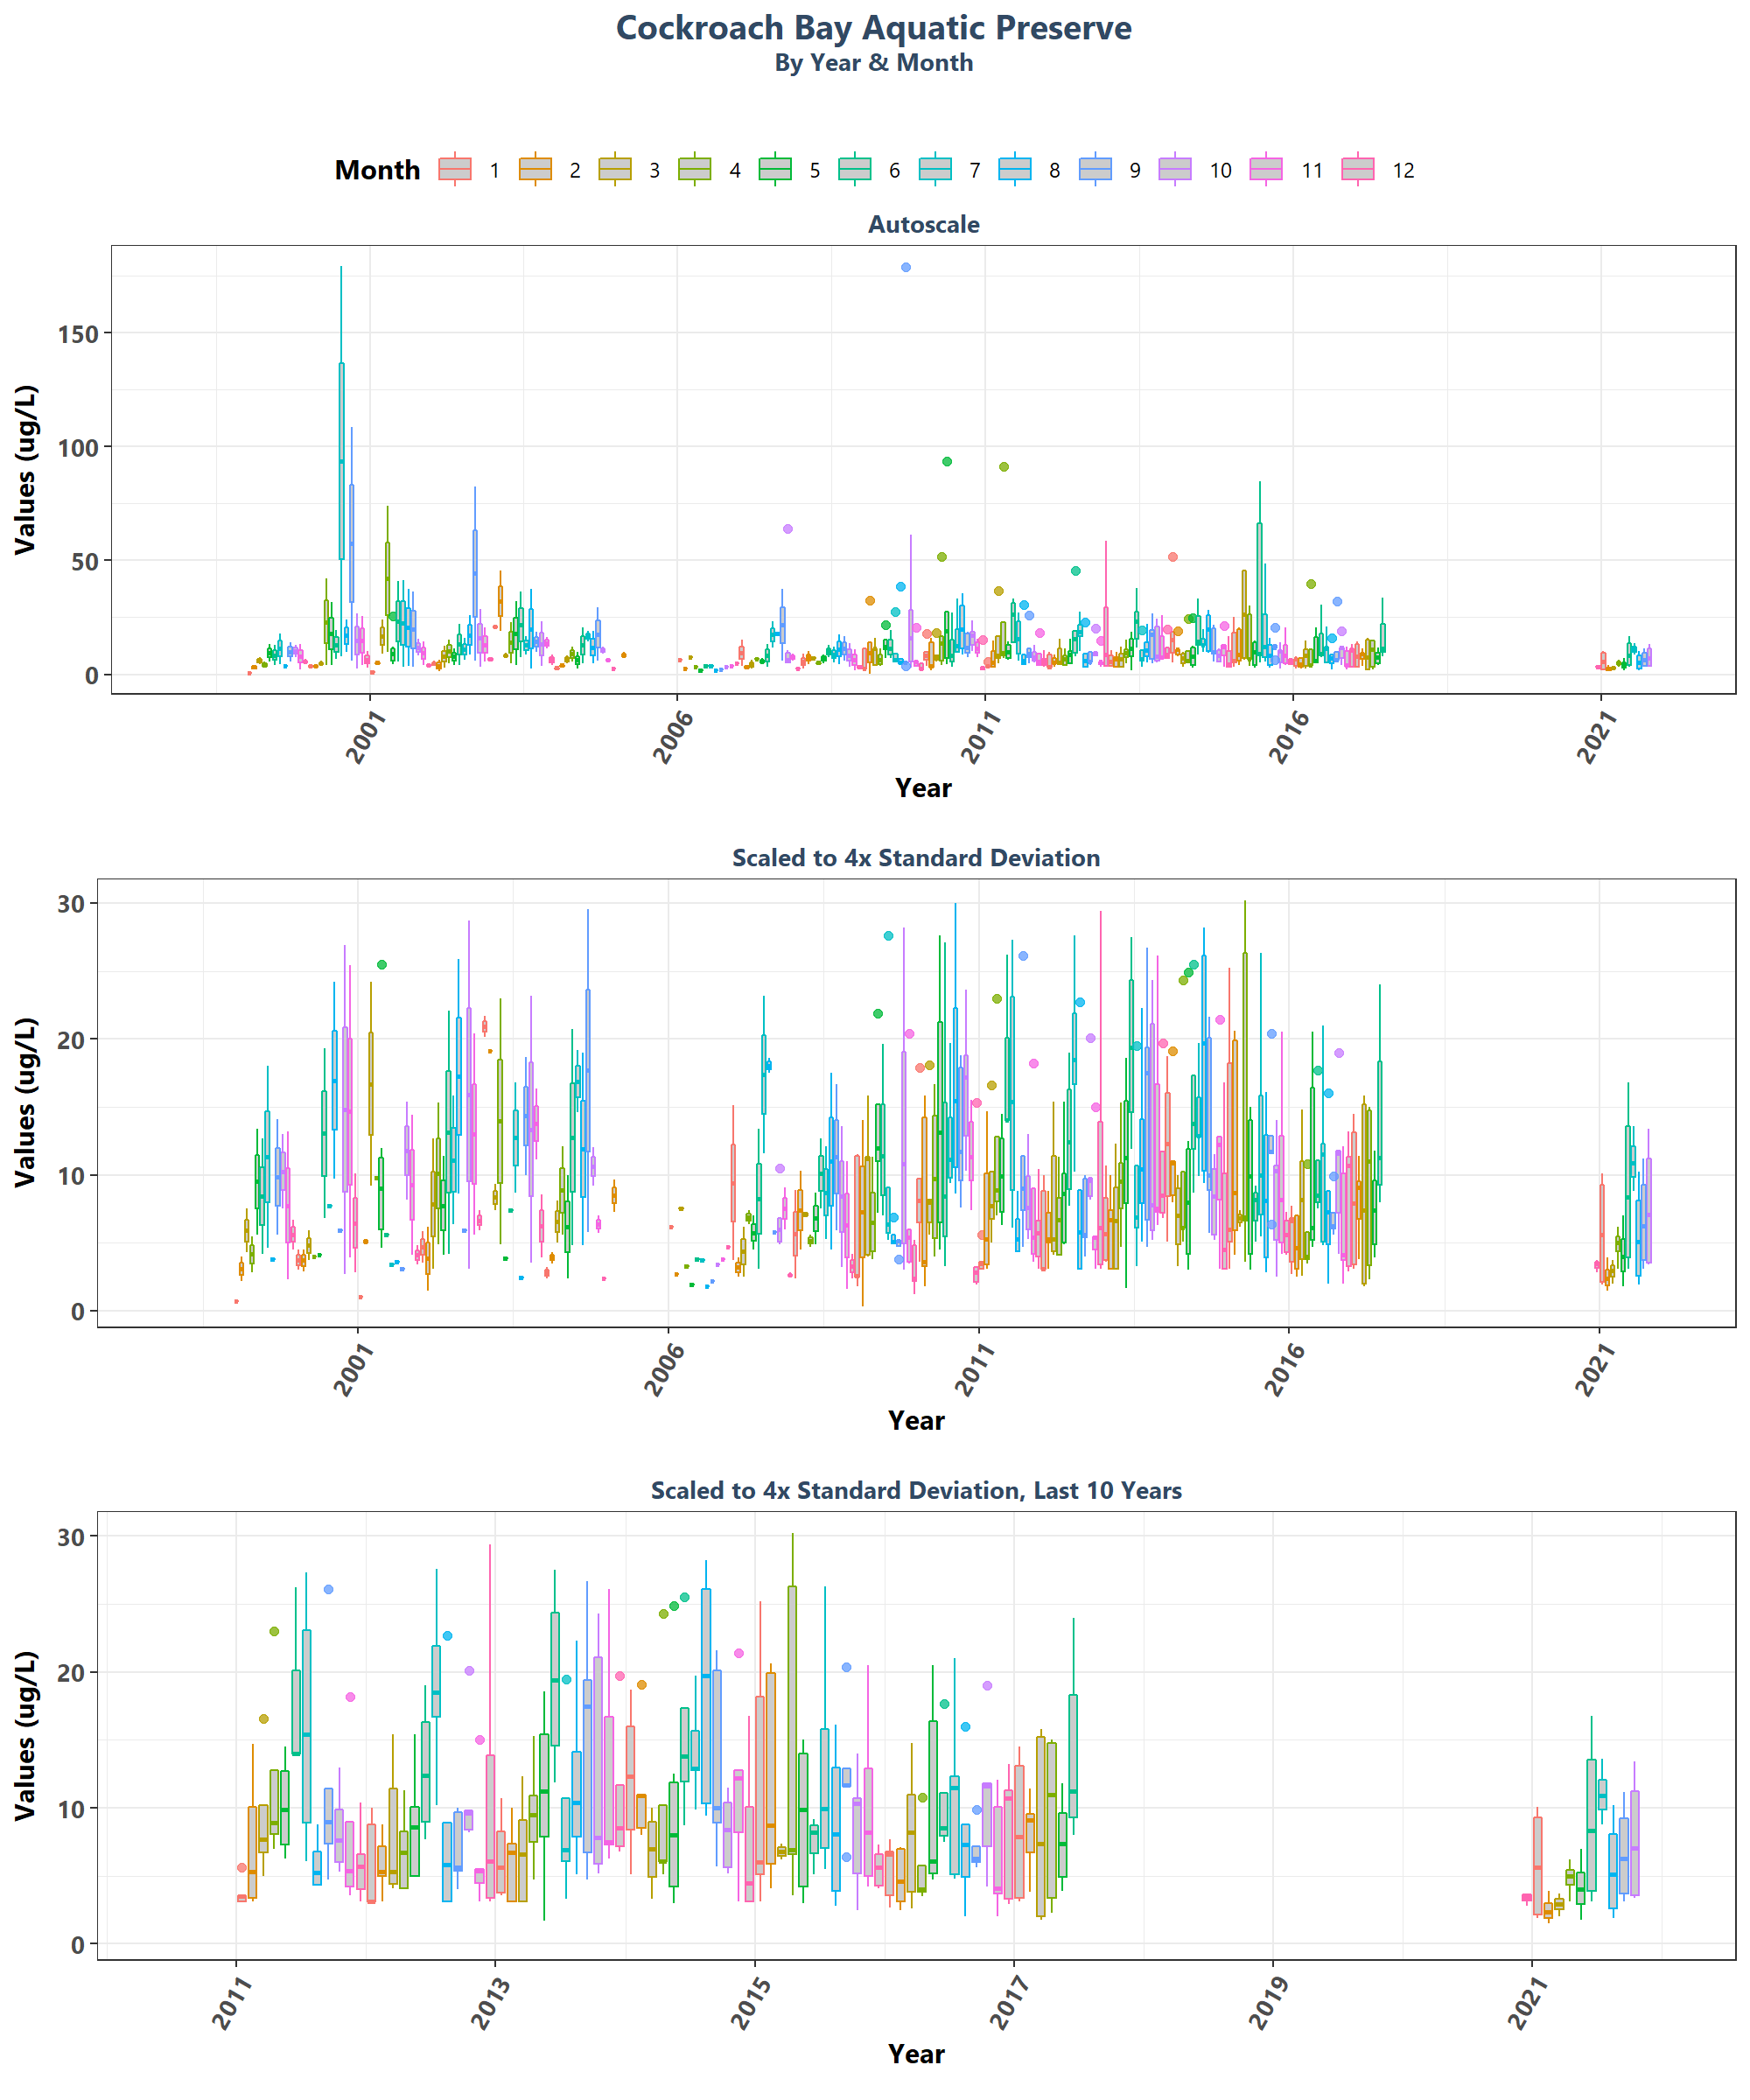 Cockroach Bay Aquatic Preserve
By Year & Month
Month 1 2 3 4 5 6 7 8 9 10 11 12
Autoscale
Values (ug/L)
150
100
50
0
2001 2006 2011 2016 2021
Year
Scaled to 4x Standard Deviation
Values (ug/L)
30
20
10
0
2001 2006 2011 2016 2021
Year
Scaled to 4x Standard Deviation, Last 10 Years
Values (ug/L)
30
20
10
0
2011 2013 2015 2017 2019 2021
Year